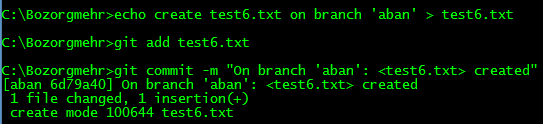 C:\Bozorgmehr>echo create test6.txt on branch 'aban' > test6.txt
C:\Bozorgmehr>git add test6.txt
C:\Bozorgmehr>git commit -m "On branch 'aban': <test6.txt> created"
[aban 6d79a40] On branch 'aban': <test6.txt> created
 1 file changed, 1 insertion(+)
 create mode 100644 test6.txt